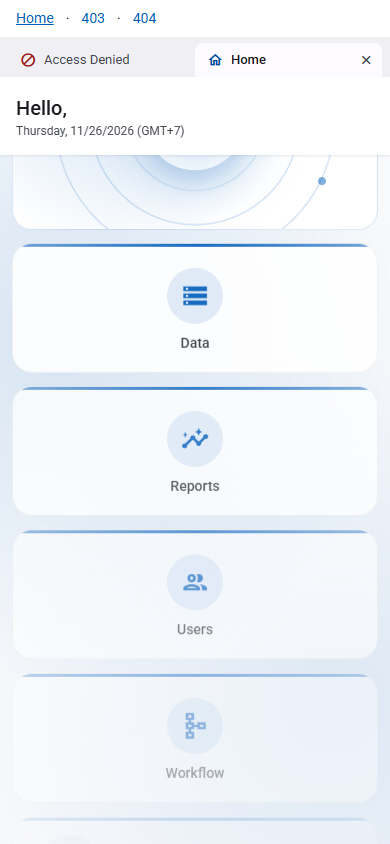 Home · 403 · 404
Access Denied
Home
Hello,
Thursday, 11/26/2026 (GMT+7)
Data
Reports
Users
Workflow